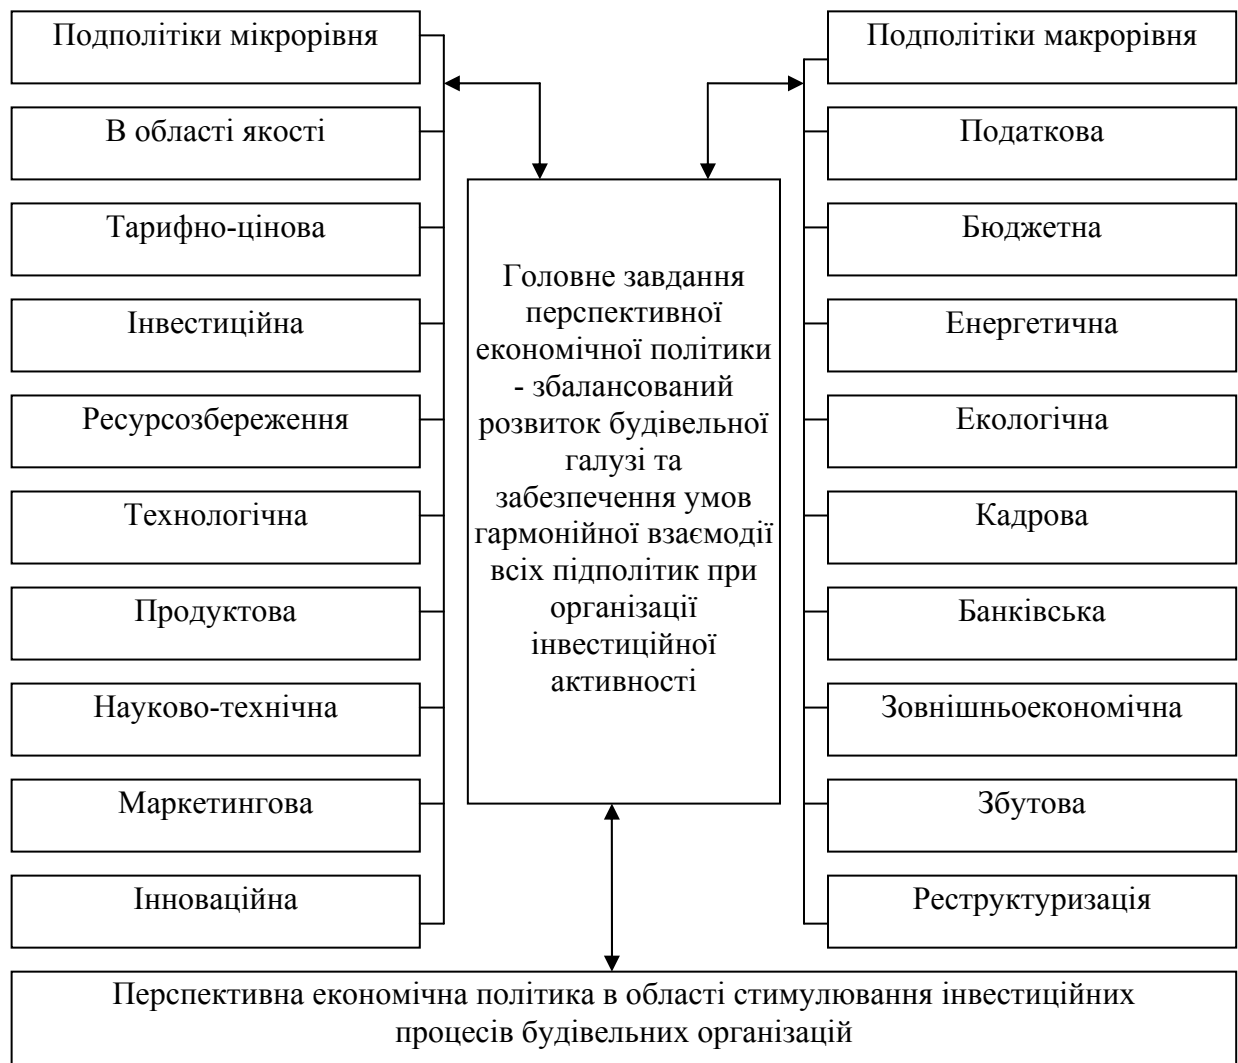 Подполітіки мікрорівня
В області якості
Тарифно-цінова
Інвестиційна
Ресурсозбереження
Технологічна
Продуктова
Науково-технічна
Маркетингова
Інноваційна
Головне завдання
перспективної
економічної політики
- збалансований
розвиток будівельної
галузі та
забезпечення умов
гармонійної взаємодії
всіх підполітик при
організації
інвестиційної
активності
Подполітіки макрорівня
Податкова
Бюджетна
Енергетична
Екологічна
Кадрова
Банківська
Зовнішньоекономічна
Збутова
Реструктуризація
Перспективна економічна політика в області стимулювання інвестиційних
процесів будівельних організацій